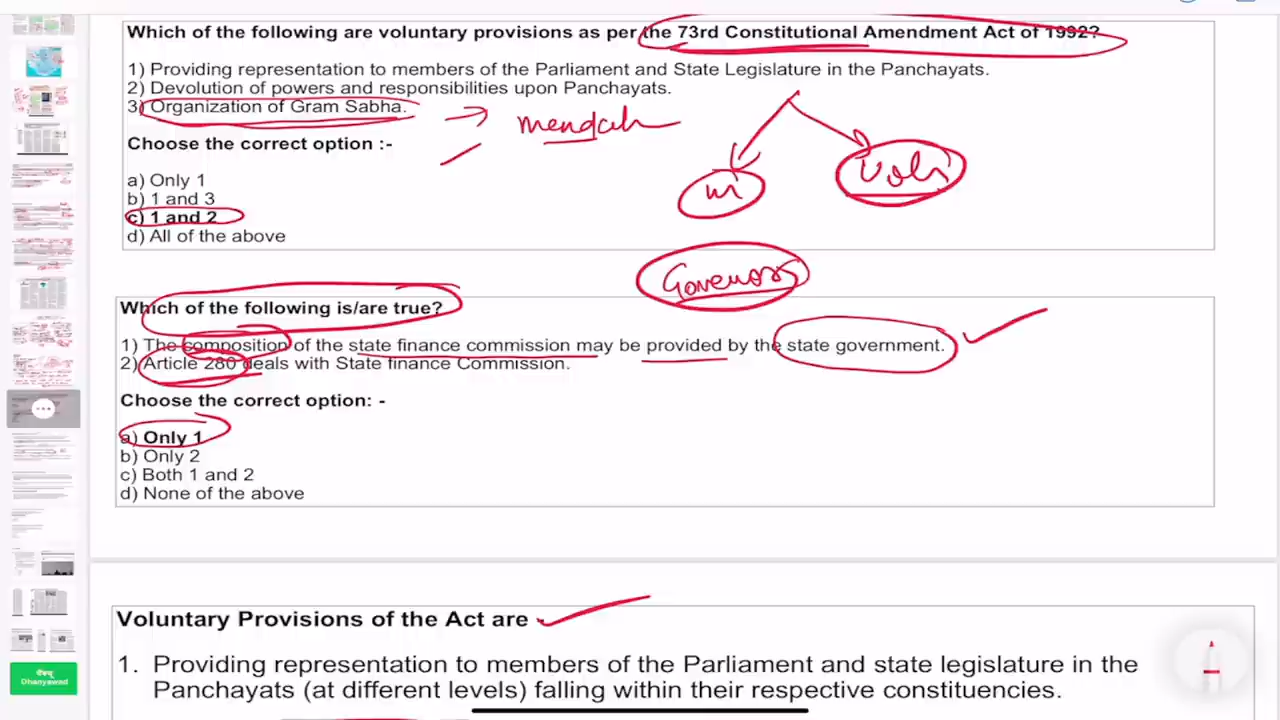 Which of the following are voluntary provisions as per the 73rd Constitutional Amendment Act of 1992?
1) Providing representation to members of the Parliament and State Legislature in the Panchayats.
2) Devolution of powers and responsibilities upon Panchayats.
3) Organization of Gram Sabha.
Choose the correct option :-
a) Only 1
b) 1 and 3
c) 1 and 2
d) All of the above
Which of the following is/are true?
1) The composition of the state finance commission may be provided by the state government.
2) Article 280 deals with State finance Commission.
Choose the correct option: -
a) Only 1
b) Only 2
c) Both 1 and 2
d) None of the above
Voluntary Provisions of the Act are
1. Providing representation to members of the Parliament and state legislature in the
Panchayats (at different levels) falling within their respective constituencies.
Dhanyawad